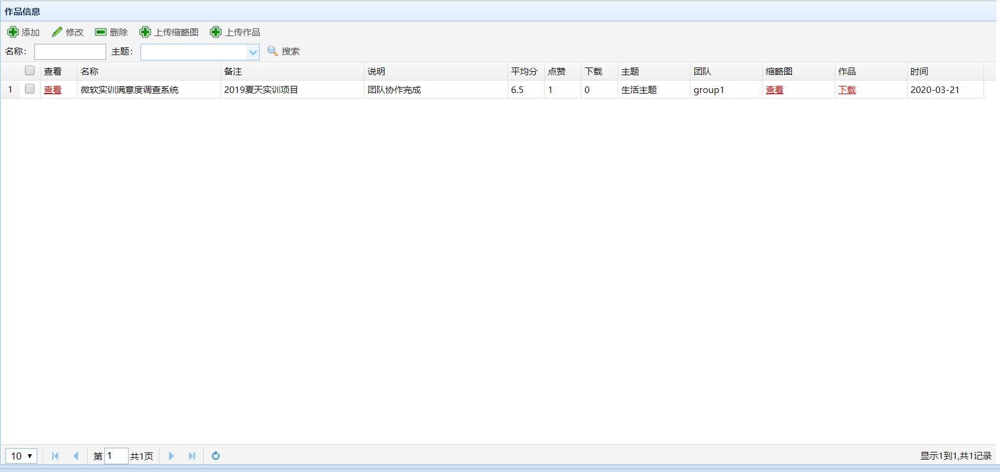 作品信息
添加 修改 删除 上传缩略图 上传作品
名称： 主题： 搜索
查看 名称 备注 说明 平均分 点赞 下载 主题 团队 缩略图 作品 时间
1 查看 微软实训满意度调查系统 2019夏天实训项目 团队协作完成 6.5 1 0 生活主题 group1 查看 下载 2020-03-21
10 第 1 共1页 显示1到1,共1记录